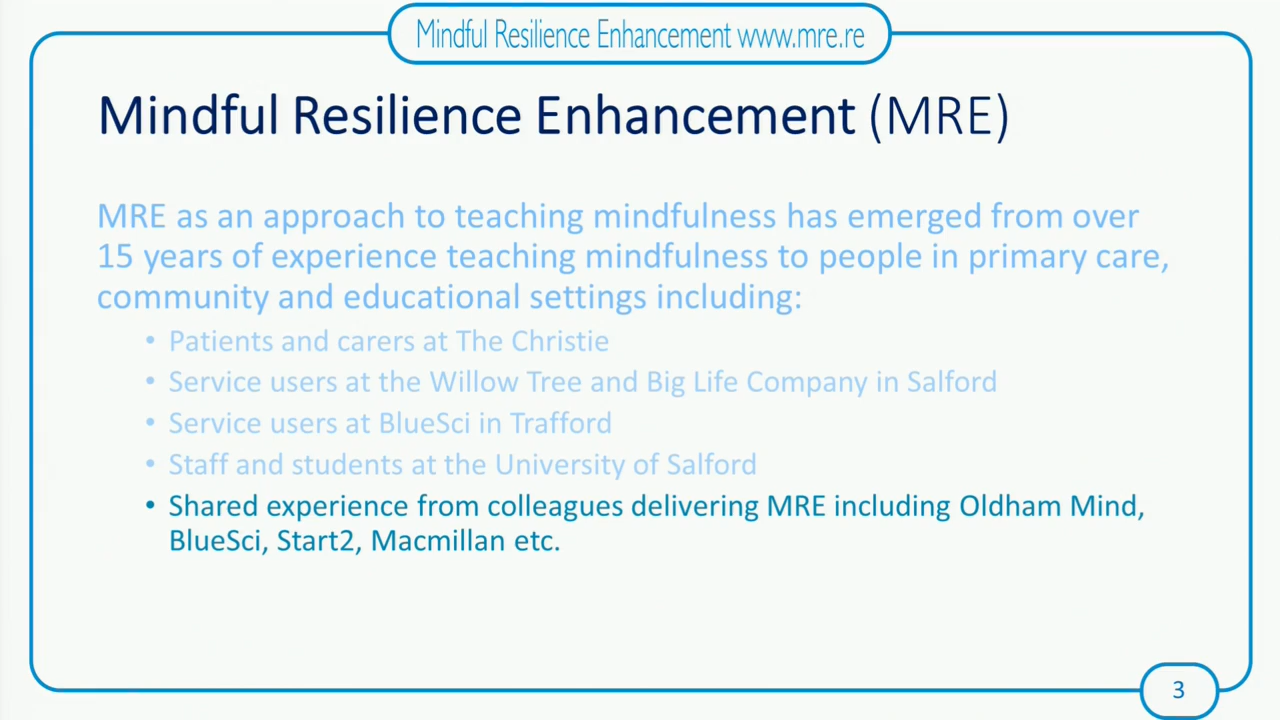 Mindful Resilience Enhancement www.mre.re
Mindful Resilience Enhancement (MRE)
MRE as an approach to teaching mindfulness has emerged from over
15 years of experience teaching mindfulness to people in primary care,
community and educational settings including:
• Patients and carers at The Christie
• Service users at the Willow Tree and Big Life Company in Salford
• Service users at BlueSci in Trafford
• Staff and students at the University of Salford
• Shared experience from colleagues delivering MRE including Oldham Mind,
BlueSci, Start2, Macmillan etc.
3